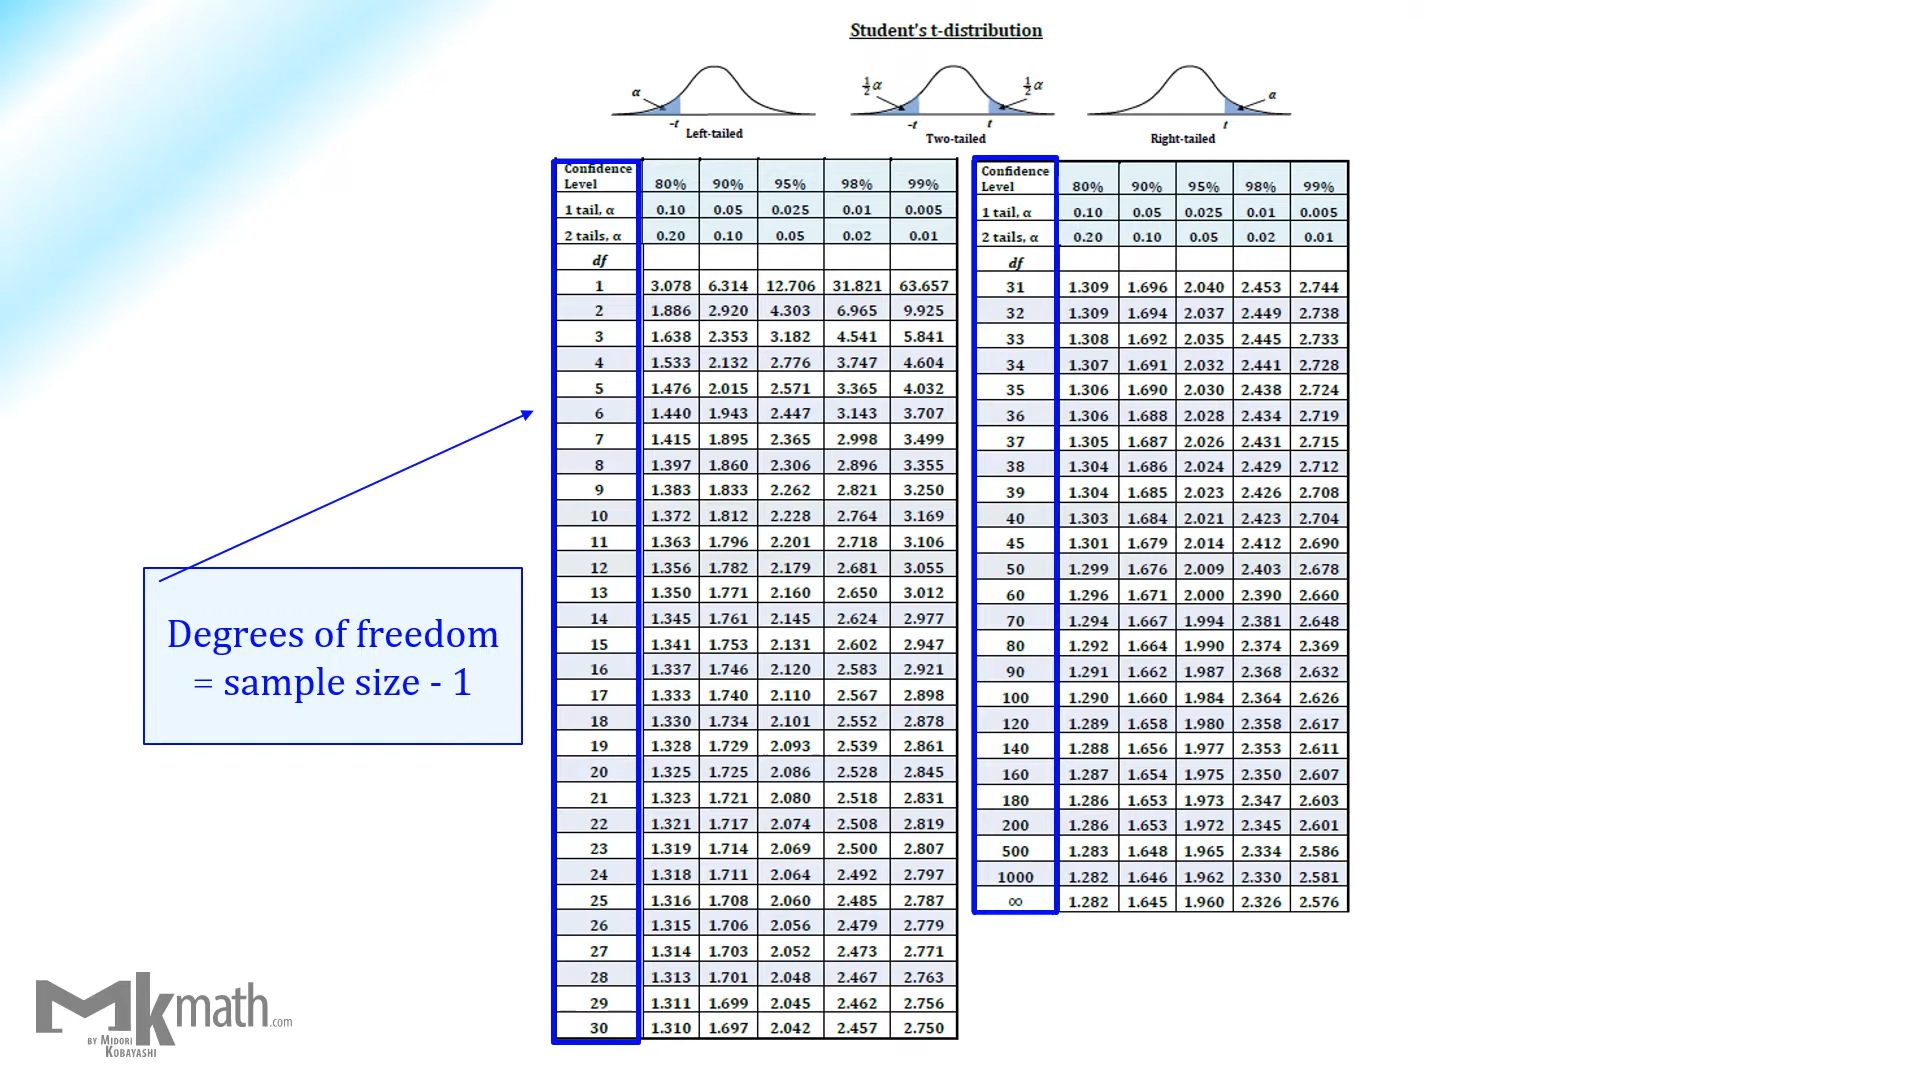 Student's t-distribution
α
-t
Left-tailed
½α
½α
-t
t
Two-tailed
α
t
Right-tailed
Confidence Level 80% 90% 95% 98% 99%
1 tail, α 0.10 0.05 0.025 0.01 0.005
2 tails, α 0.20 0.10 0.05 0.02 0.01
df
1 3.078 6.314 12.706 31.821 63.657
2 1.886 2.920 4.303 6.965 9.925
3 1.638 2.353 3.182 4.541 5.841
4 1.533 2.132 2.776 3.747 4.604
5 1.476 2.015 2.571 3.365 4.032
6 1.440 1.943 2.447 3.143 3.707
7 1.415 1.895 2.365 2.998 3.499
8 1.397 1.860 2.306 2.896 3.355
9 1.383 1.833 2.262 2.821 3.250
10 1.372 1.812 2.228 2.764 3.169
11 1.363 1.796 2.201 2.718 3.106
12 1.356 1.782 2.179 2.681 3.055
13 1.350 1.771 2.160 2.650 3.012
14 1.345 1.761 2.145 2.624 2.977
15 1.341 1.753 2.131 2.602 2.947
16 1.337 1.746 2.120 2.583 2.921
17 1.333 1.740 2.110 2.567 2.898
18 1.330 1.734 2.101 2.552 2.878
19 1.328 1.729 2.093 2.539 2.861
20 1.325 1.725 2.086 2.528 2.845
21 1.323 1.721 2.080 2.518 2.831
22 1.321 1.717 2.074 2.508 2.819
23 1.319 1.714 2.069 2.500 2.807
24 1.318 1.711 2.064 2.492 2.797
25 1.316 1.708 2.060 2.485 2.787
26 1.315 1.706 2.056 2.479 2.779
27 1.314 1.703 2.052 2.473 2.771
28 1.313 1.701 2.048 2.467 2.763
29 1.311 1.699 2.045 2.462 2.756
30 1.310 1.697 2.042 2.457 2.750
Confidence Level 80% 90% 95% 98% 99%
1 tail, α 0.10 0.05 0.025 0.01 0.005
2 tails, α 0.20 0.10 0.05 0.02 0.01
df
31 1.309 1.696 2.040 2.453 2.744
32 1.309 1.694 2.037 2.449 2.738
33 1.308 1.692 2.035 2.445 2.733
34 1.307 1.691 2.032 2.441 2.728
35 1.306 1.690 2.030 2.438 2.724
36 1.306 1.688 2.028 2.434 2.719
37 1.305 1.687 2.026 2.431 2.715
38 1.304 1.686 2.024 2.429 2.712
39 1.304 1.685 2.023 2.426 2.708
40 1.303 1.684 2.021 2.423 2.704
45 1.301 1.679 2.014 2.412 2.690
50 1.299 1.676 2.009 2.403 2.678
60 1.296 1.671 2.000 2.390 2.660
70 1.294 1.667 1.994 2.381 2.648
80 1.292 1.664 1.990 2.374 2.369
90 1.291 1.662 1.987 2.368 2.632
100 1.290 1.660 1.984 2.364 2.626
120 1.289 1.658 1.980 2.358 2.617
140 1.288 1.656 1.977 2.353 2.611
160 1.287 1.654 1.975 2.350 2.607
180 1.286 1.653 1.973 2.347 2.603
200 1.286 1.653 1.972 2.345 2.601
500 1.283 1.648 1.965 2.334 2.586
1000 1.282 1.646 1.962 2.330 2.581
∞ 1.282 1.645 1.960 2.326 2.576
Degrees of freedom
= sample size - 1
Mkmath.com
BY MIDORI
KOBAYASHI